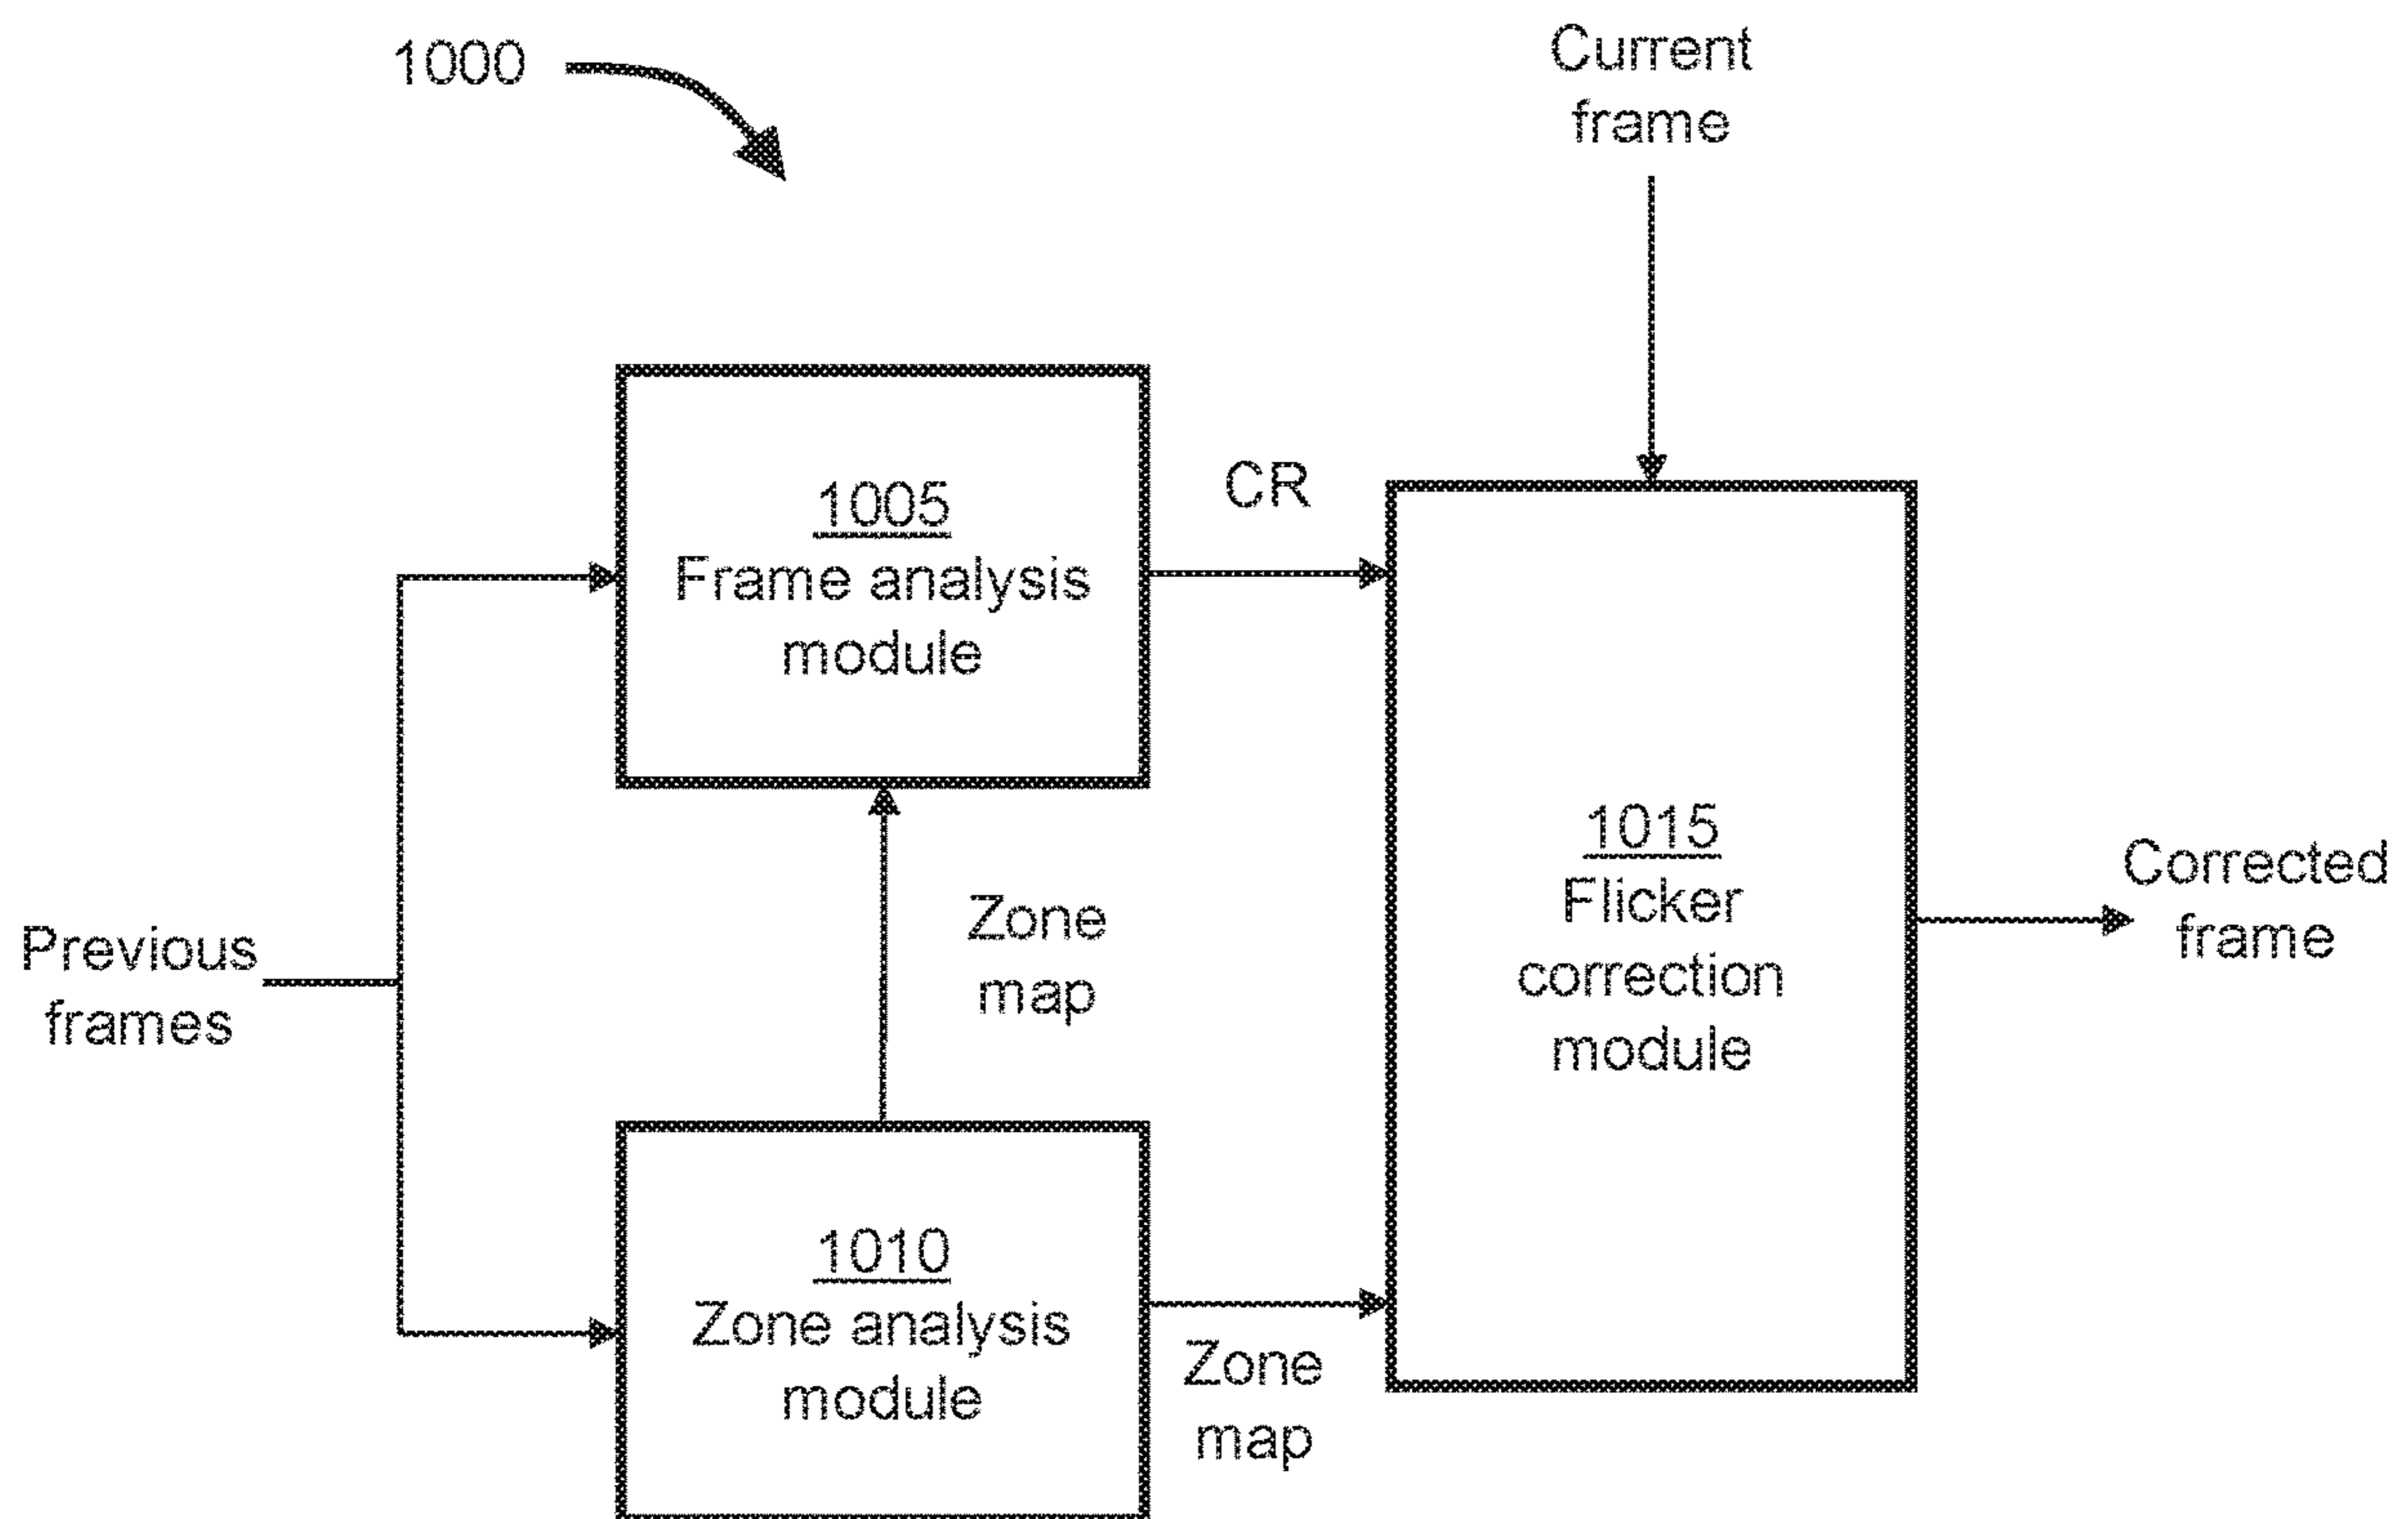 1000
Current
frame
1005
Frame analysis
module
CR
Previous
frames
Zone
map
1015
Flicker
correction
module
Corrected
frame
1010
Zone analysis
module
Zone
map